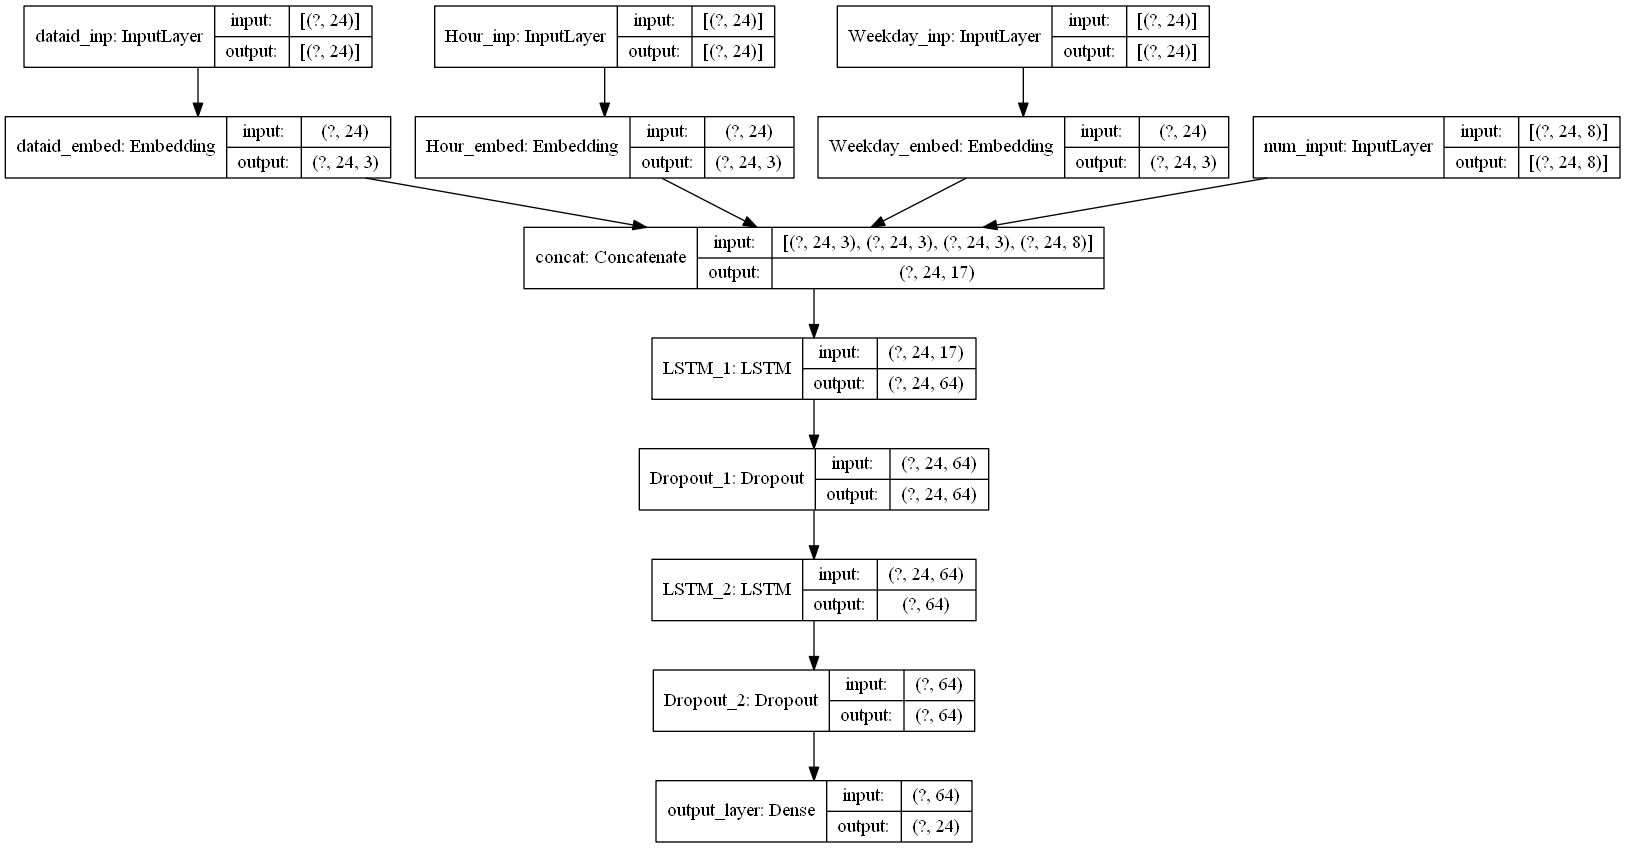 dataid_inp: InputLayer
input: [(?, 24)]
output: [(?, 24)]
Hour_inp: InputLayer
input: [(?, 24)]
output: [(?, 24)]
Weekday_inp: InputLayer
input: [(?, 24)]
output: [(?, 24)]
dataid_embed: Embedding
input: (?, 24)
output: (?, 24, 3)
Hour_embed: Embedding
input: (?, 24)
output: (?, 24, 3)
Weekday_embed: Embedding
input: (?, 24)
output: (?, 24, 3)
num_input: InputLayer
input: [(?, 24, 8)]
output: [(?, 24, 8)]
concat: Concatenate
input: [(?, 24, 3), (?, 24, 3), (?, 24, 3), (?, 24, 8)]
output: (?, 24, 17)
LSTM_1: LSTM
input: (?, 24, 17)
output: (?, 24, 64)
Dropout_1: Dropout
input: (?, 24, 64)
output: (?, 24, 64)
LSTM_2: LSTM
input: (?, 24, 64)
output: (?, 64)
Dropout_2: Dropout
input: (?, 64)
output: (?, 64)
output_layer: Dense
input: (?, 64)
output: (?, 24)